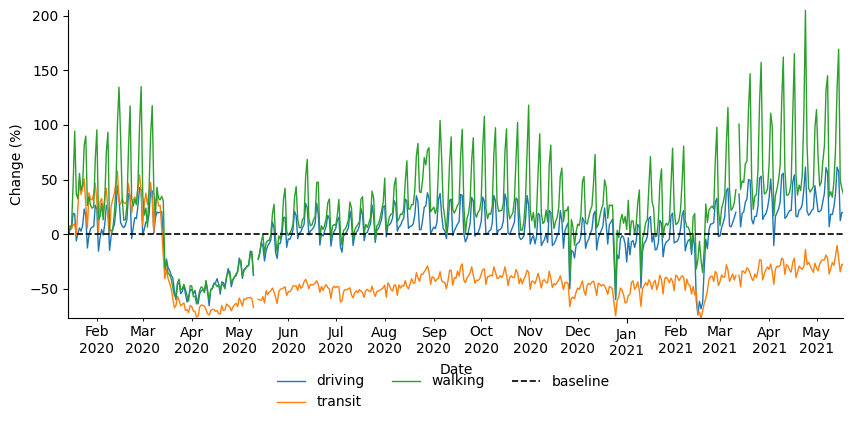 200
150
100
50
0
−50
Change (%)
Feb Mar Apr May Jun Jul Aug Sep Oct Nov Dec Jan Feb Mar Apr May
2020 2020 2020 2020 2020 2020 2020 2020 2020 2020 2020 2021 2021 2021 2021 2021
Date
driving walking baseline
transit